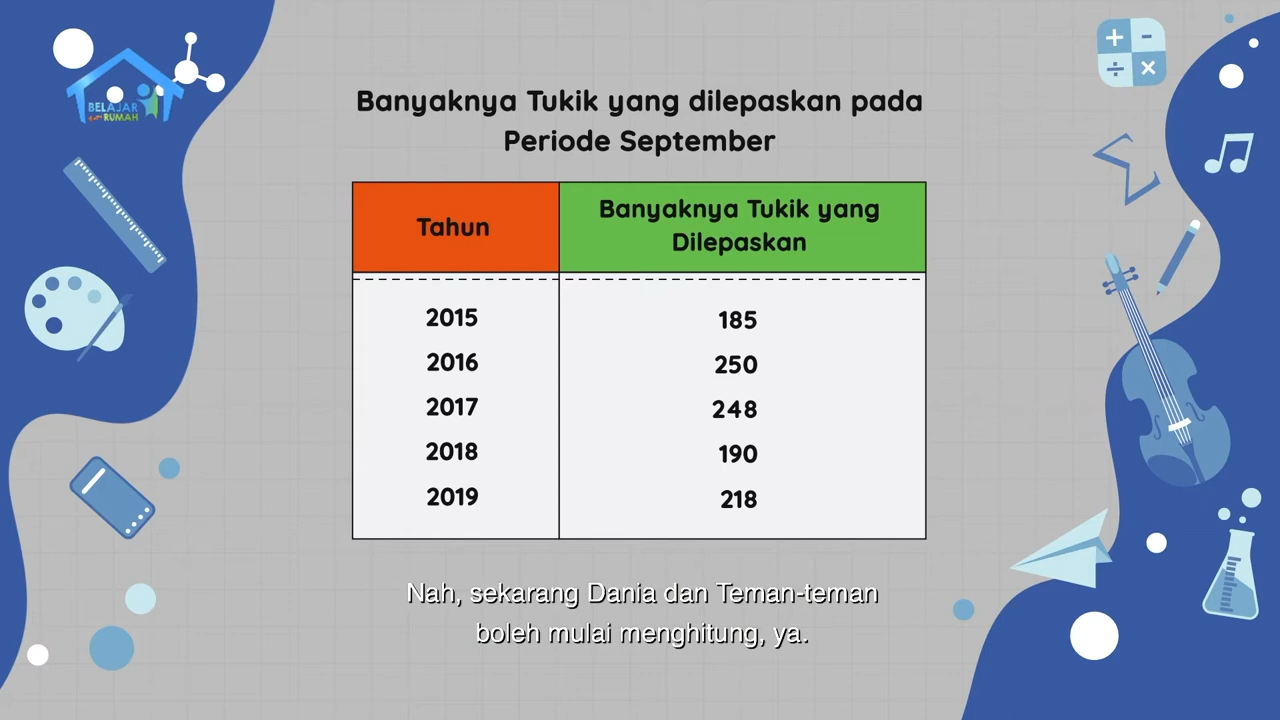 BELAJAR
dari RUMAH
Banyaknya Tukik yang dilepaskan pada
Periode September
Tahun
Banyaknya Tukik yang
Dilepaskan
2015 185
2016 250
2017 248
2018 190
2019 218
Nah, sekarang Dania dan Teman-teman
boleh mulai menghitung, ya.